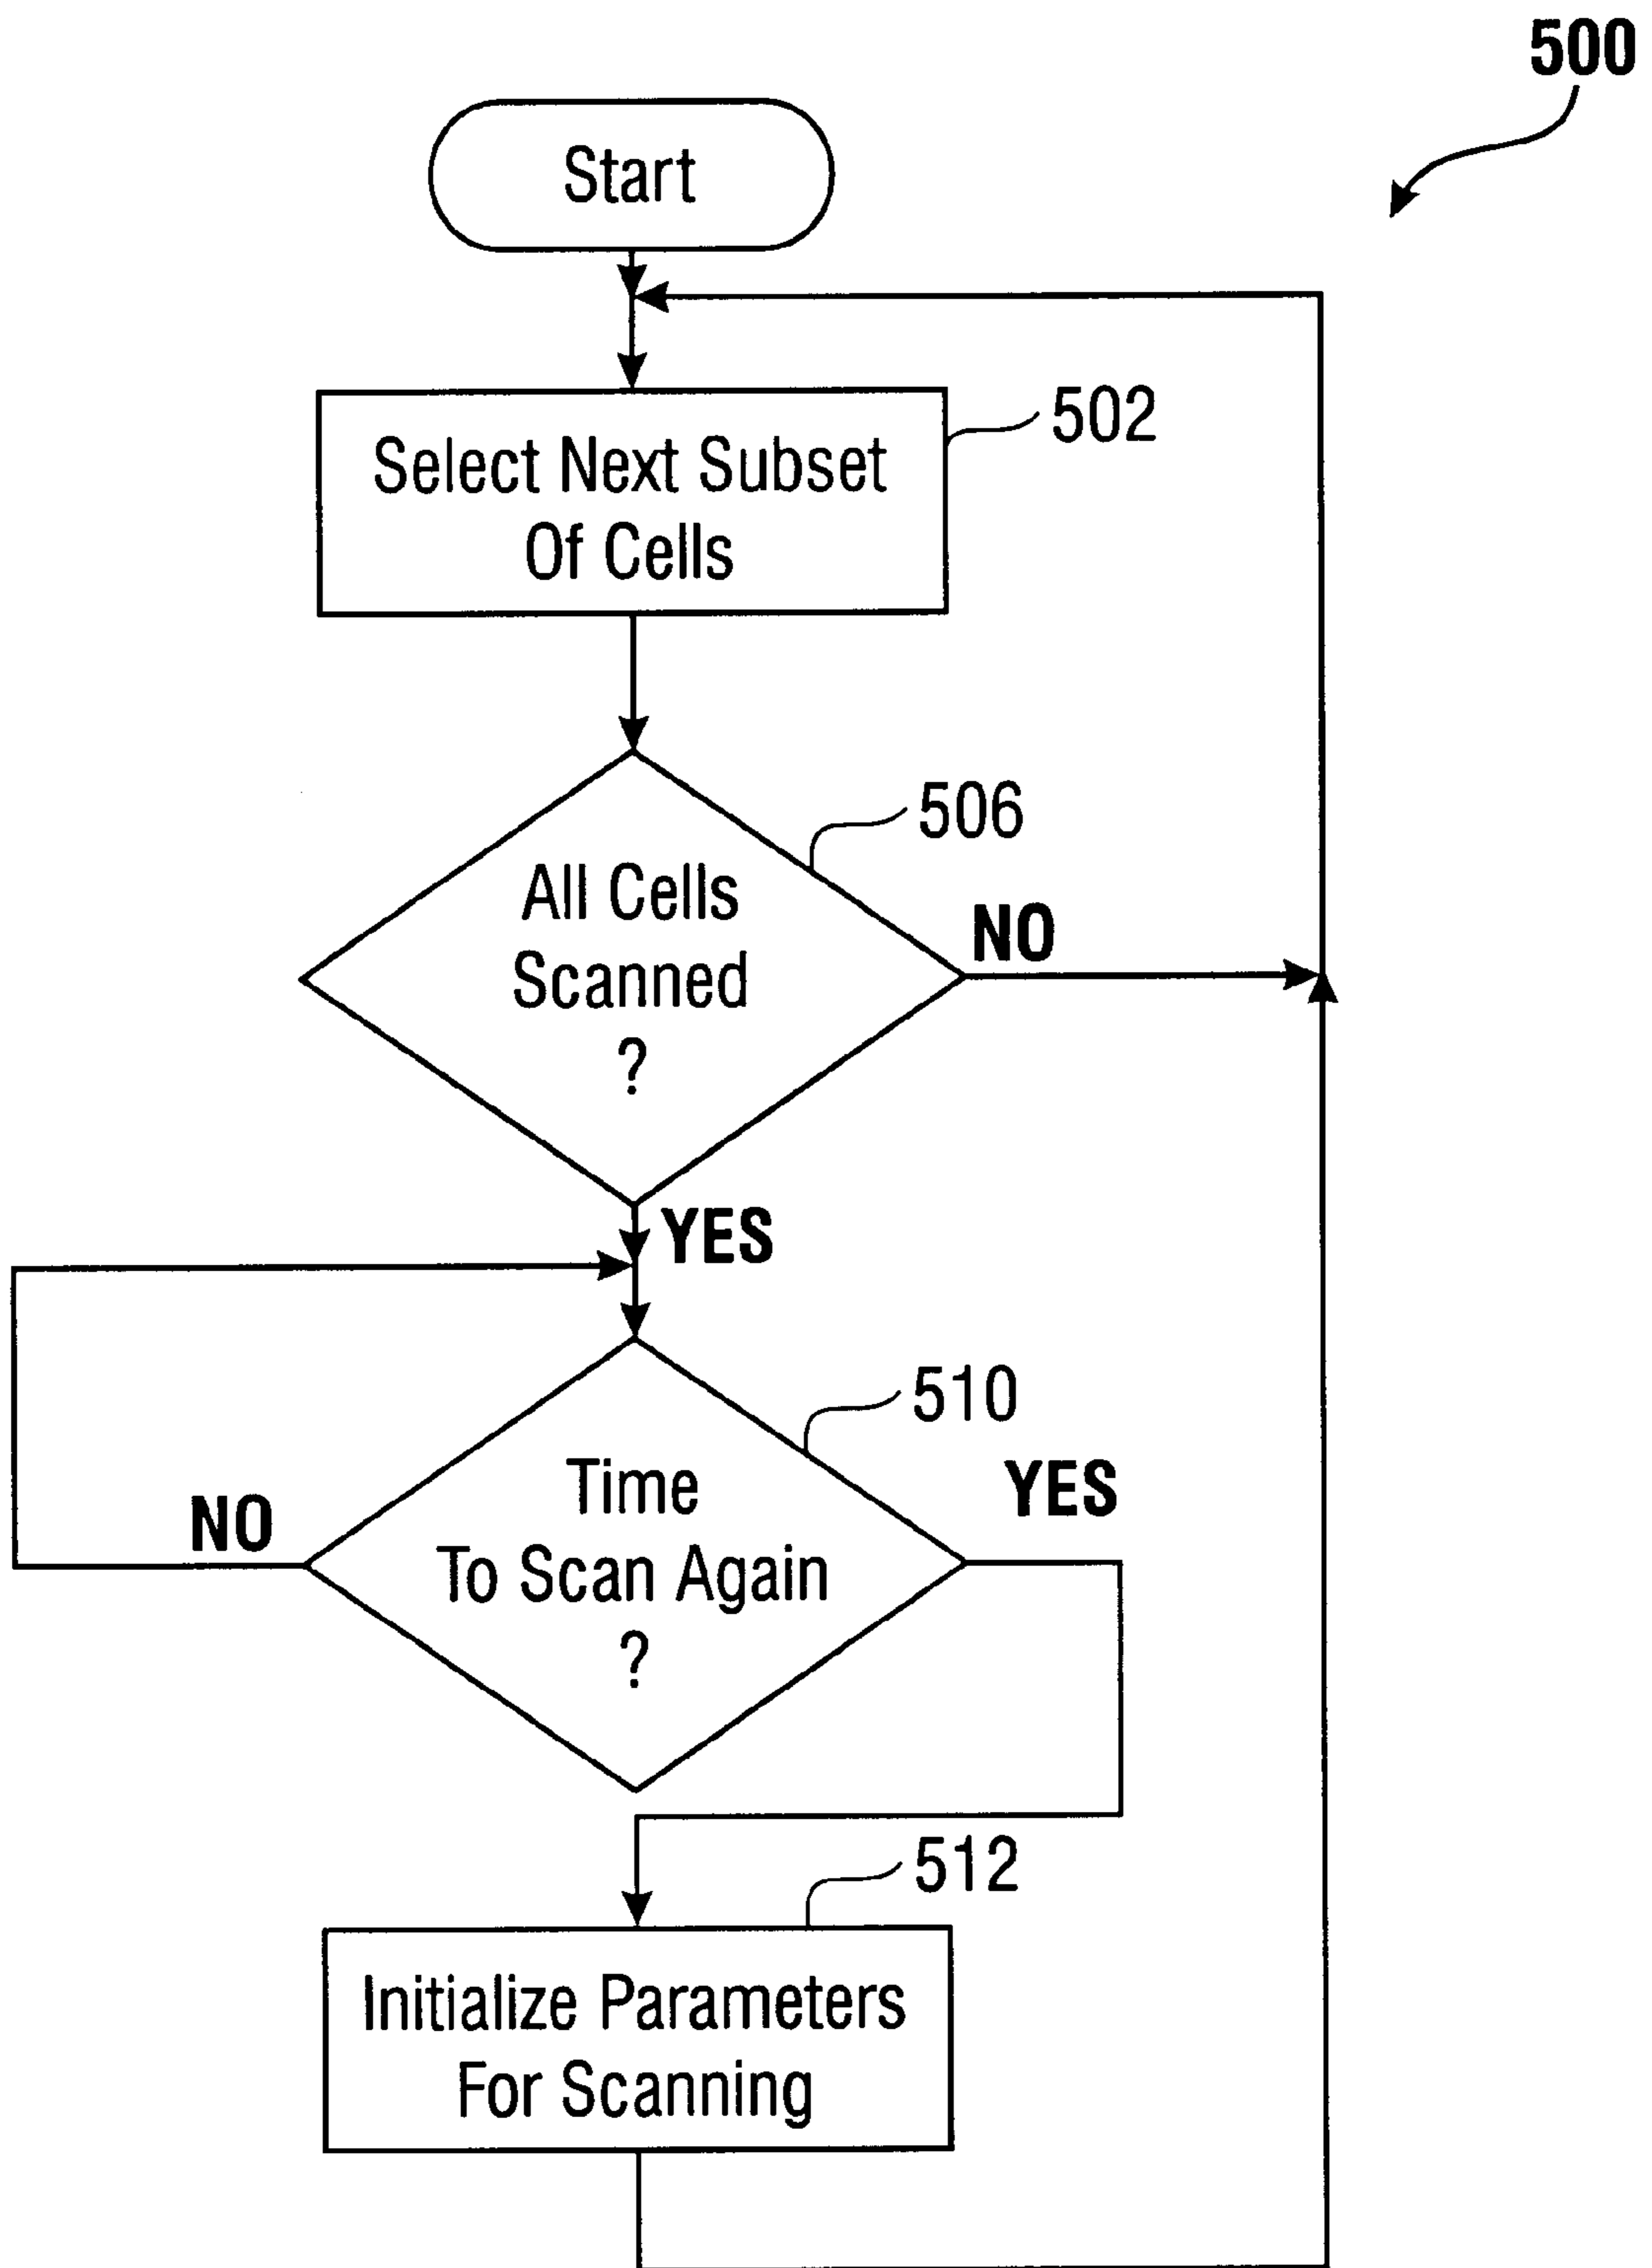 500
Start
502
Select Next Subset
Of Cells
506
All Cells
Scanned
?
NO
YES
510
Time
To Scan Again
?
YES
NO
512
Initialize Parameters
For Scanning